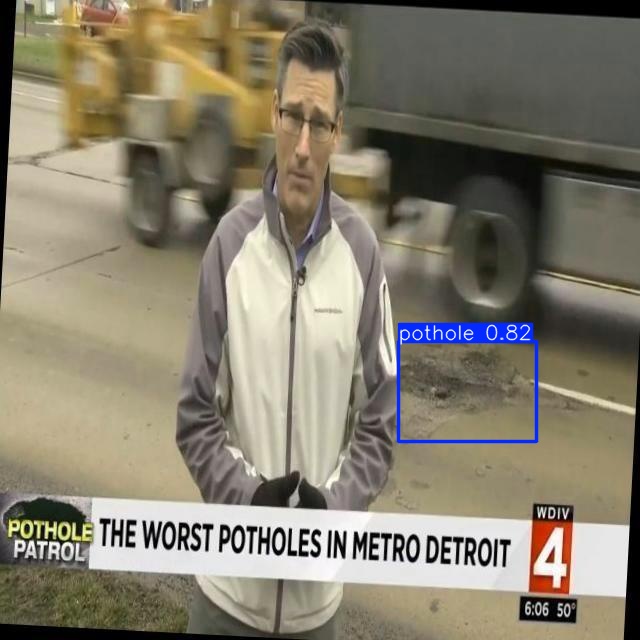 pothole 0.82
POTHOLE
PATROL
THE WORST POTHOLES IN METRO DETROIT
WDIV
4
6:06 50°